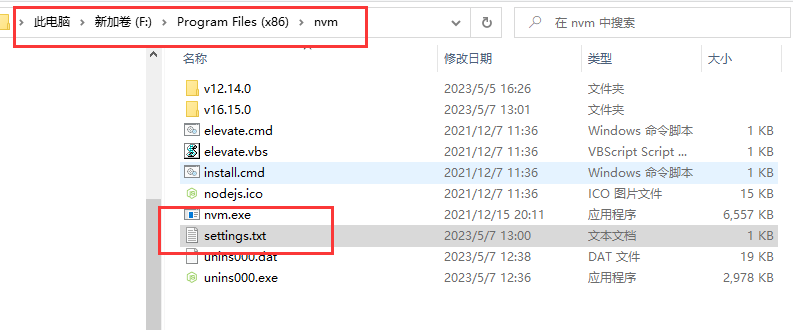 此电脑 > 新加卷 (F:) > Program Files (x86) > nvm
在 nvm 中搜索
名称 修改日期 类型 大小
v12.14.0 2023/5/5 16:26 文件夹
v16.15.0 2023/5/7 13:01 文件夹
elevate.cmd 2021/12/7 11:36 Windows 命令脚本 1 KB
elevate.vbs 2021/12/7 11:36 VBScript Script ... 1 KB
install.cmd 2021/12/7 11:36 Windows 命令脚本 1 KB
nodejs.ico 2021/12/7 11:36 ICO 图片文件 15 KB
nvm.exe 2021/12/15 20:11 应用程序 6,557 KB
settings.txt 2023/5/7 13:00 文本文档 1 KB
unins000.dat 2023/5/7 12:38 DAT 文件 19 KB
unins000.exe 2023/5/7 12:36 应用程序 2,978 KB